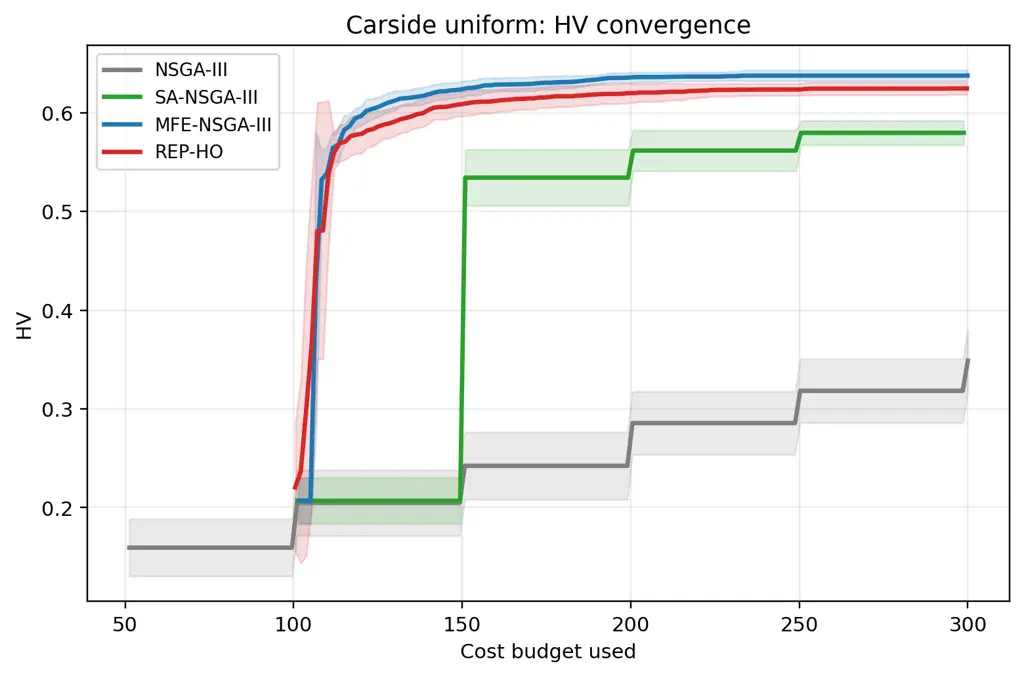 Carside uniform: HV convergence
NSGA-III
SA-NSGA-III
MFE-NSGA-III
REP-HO
HV
0.6
0.5
0.4
0.3
0.2
50 100 150 200 250 300
Cost budget used